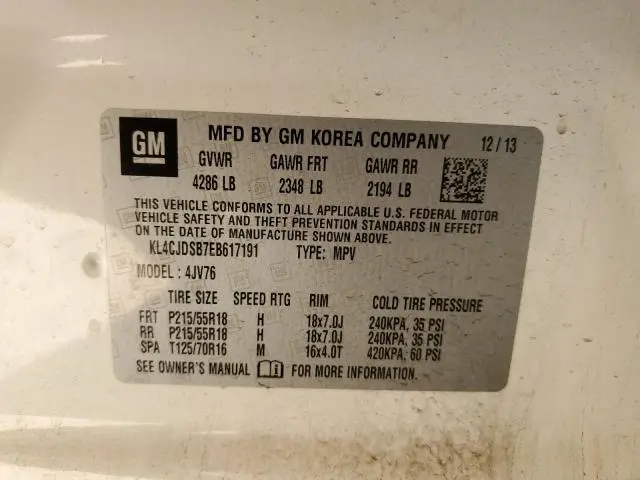 GM MFD BY GM KOREA COMPANY 12/13
GVWR GAWR FRT GAWR RR
4286 LB 2348 LB 2194 LB
THIS VEHICLE CONFORMS TO ALL APPLICABLE U.S. FEDERAL MOTOR
VEHICLE SAFETY AND THEFT PREVENTION STANDARDS IN EFFECT
ON THE DATE OF MANUFACTURE SHOWN ABOVE.
KL4CJDSB7EB617191 TYPE: MPV
MODEL: 4JV76
TIRE SIZE SPEED RTG RIM COLD TIRE PRESSURE
FRT P215/55R18 H 18x7.0J 240KPA, 35 PSI
RR P215/55R18 H 18x7.0J 240KPA, 35 PSI
SPA T125/70R16 M 16x4.0T 420KPA, 60 PSI
SEE OWNER'S MANUAL FOR MORE INFORMATION.